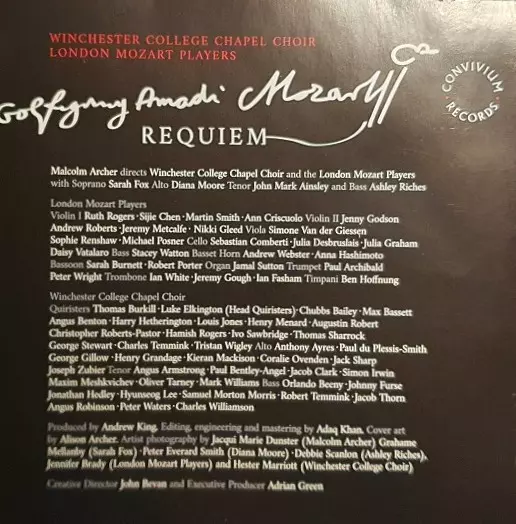 WINCHESTER COLLEGE CHAPEL CHOIR
LONDON MOZART PLAYERS
Mozart
CONVIVIUM RECORDS
REQUIEM
Malcolm Archer directs Winchester College Chapel Choir and the London Mozart Players
with Soprano Sarah Fox Alto Diana Moore Tenor John Mark Ainsley and Bass Ashley Riches
London Mozart Players
Violin I Ruth Rogers · Sijie Chen · Martin Smith · Ann Criscuolo Violin II Jenny Godson
Andrew Roberts · Jeremy Metcalfe · Nikki Gleed Viola Simone Van der Giessen
Sophie Renshaw · Michael Posner Cello Sebastian Comberti · Julia Desbruslais · Julia Graham
Daisy Vatalaro Bass Stacey Watton Basset Horn Andrew Webster · Anna Hashimoto
Bassoon Sarah Burnett · Robert Porter Organ Jamal Sutton Trumpet Paul Archibald
Peter Wright Trombone Ian White · Jeremy Gough · Ian Fasham Timpani Ben Hoffnung
Winchester College Chapel Choir
Quiristers Thomas Burkill · Luke Elkington (Head Quiristers) · Chubbs Bailey · Max Bassett
Angus Benton · Harry Hetherington · Louis Jones · Henry Menard · Augustin Robert
Christopher Roberts-Pastor · Hamish Rogers · Ivo Sawbridge · Thomas Sharrock
George Stewart · Charles Temmink · Tristan Wigley Alto Anthony Ayres · Paul du Plessis-Smith
George Gillow · Henry Grandage · Kieran Mackison · Coralie Ovenden · Jack Sharp
Joseph Zubier Tenor Angus Armstrong · Paul Bentley-Angel · Jacob Clark · Simon Irwin
Maxim Meshkvichev · Oliver Tarney · Mark Williams Bass Orlando Beeny · Johnny Furse
Jonathan Hedley · Hyunseog Lee · Samuel Morton Morris · Robert Temmink · Jacob Thorn
Angus Robinson · Peter Waters · Charles Williamson
Produced by Andrew King. Editing, engineering and mastering by Adaq Khan. Cover art
by Alison Archer. Artist photography by Jacqui Marie Dunster (Malcolm Archer) Grahame
Mellanby (Sarah Fox) · Peter Everard Smith (Diana Moore) · Debbie Scanlon (Ashley Riches),
Jennifer Brady (London Mozart Players) and Hester Marriott (Winchester College Choir)
Creative Director John Bevan and Executive Producer Adrian Green